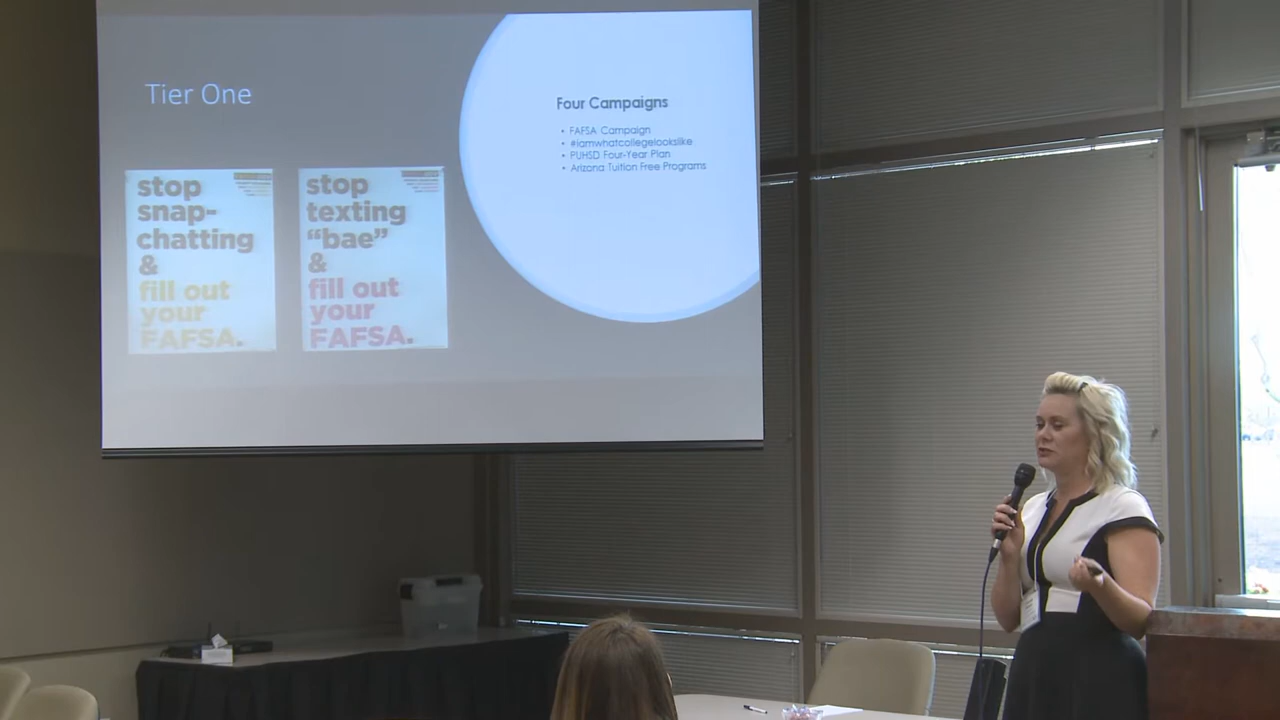 Tier One
Four Campaigns
• FAFSA Campaign
• #iamwhatcollegelookslike
• PUHSD Four-Year Plan
• Arizona Tuition Free Programs
stop
snap-
chatting
&
fill out
your
FAFSA.
stop
texting
“bae”
&
fill out
your
FAFSA.